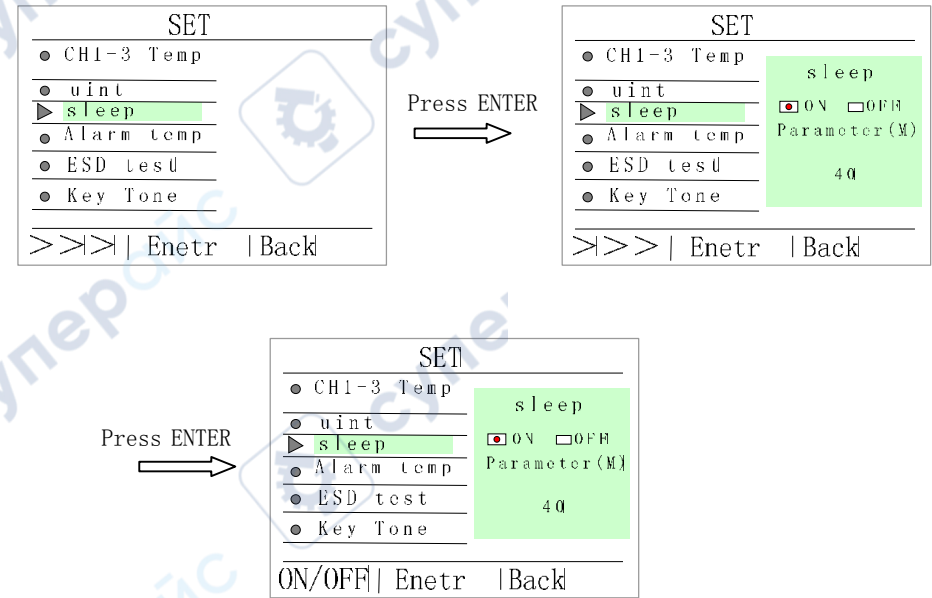 SET
CH1-3 Temp
uint
sleep
Alarm temp
ESD test
Key Tone
>>>| Enetr |Back
Press ENTER
SET
CH1-3 Temp
uint
sleep
Alarm temp
ESD test
Key Tone
sleep
ON OFF
Parameter(M)
40
>>>| Enetr |Back
Press ENTER
SET
CH1-3 Temp
uint
sleep
Alarm temp
ESD test
Key Tone
sleep
ON OFF
Parameter(M)
40
ON/OFF| Enetr |Back